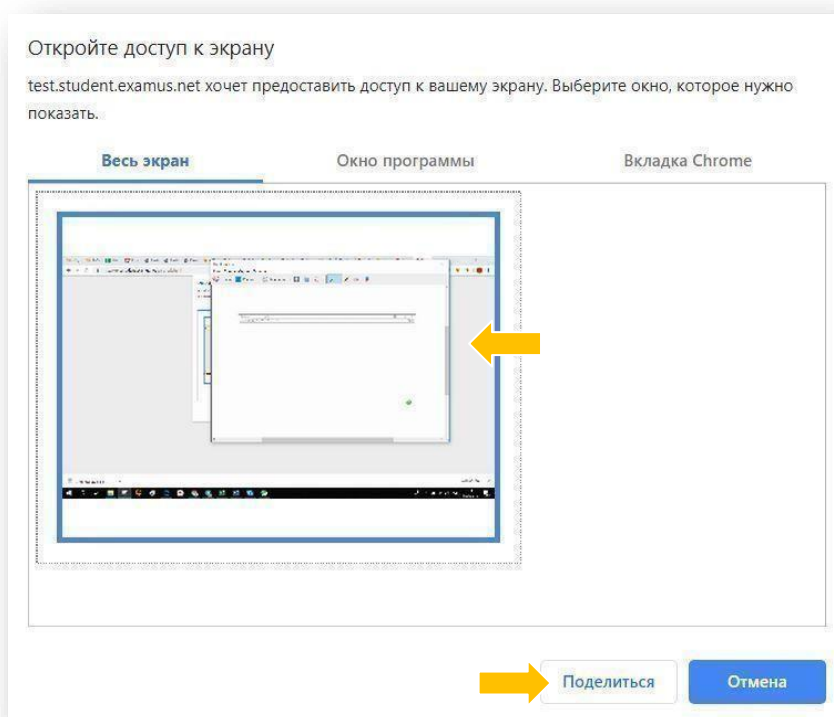 Откройте доступ к экрану
test.student.examus.net хочет предоставить доступ к вашему экрану. Выберите окно, которое нужно
показать.
Весь экран Окно программы Вкладка Chrome
Поделиться Отмена